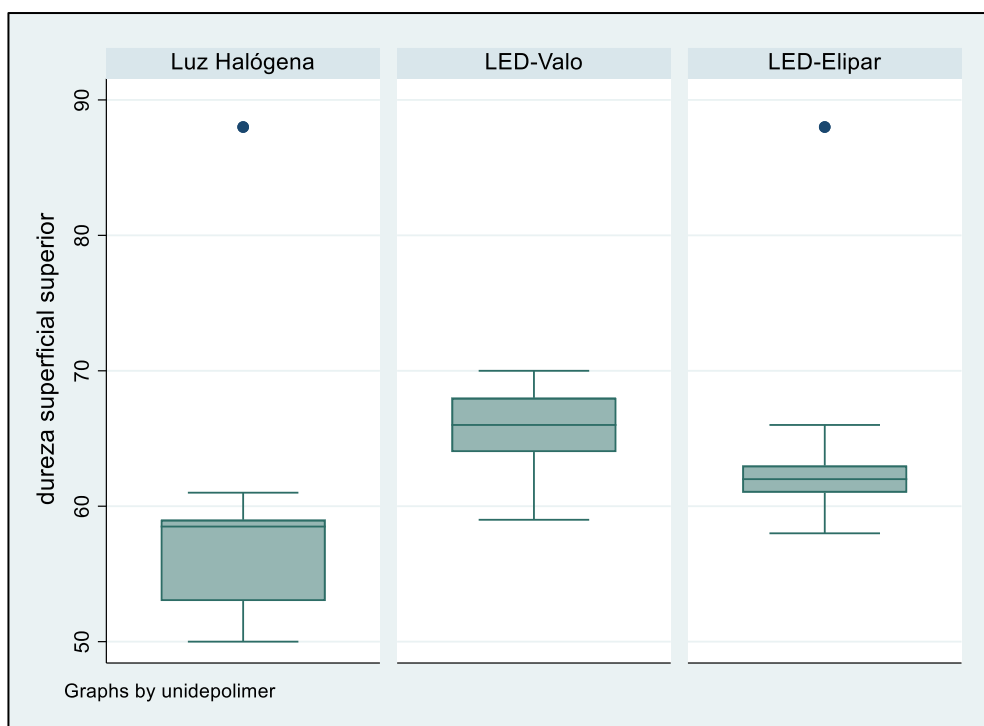 Luz Halógena
LED-Valo
LED-Elipar
dureza superficial superior
90
80
70
60
50
Graphs by unidepolimer